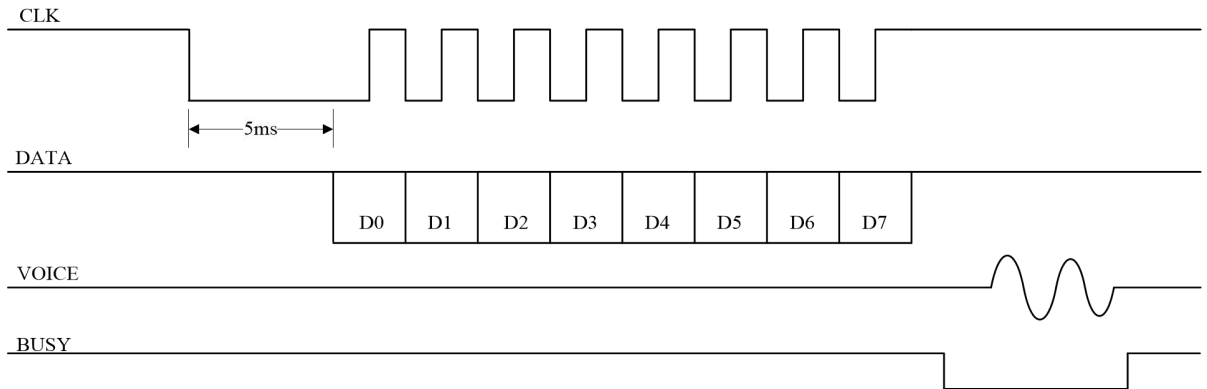 CLK
5ms
DATA
D0 D1 D2 D3 D4 D5 D6 D7
VOICE
BUSY